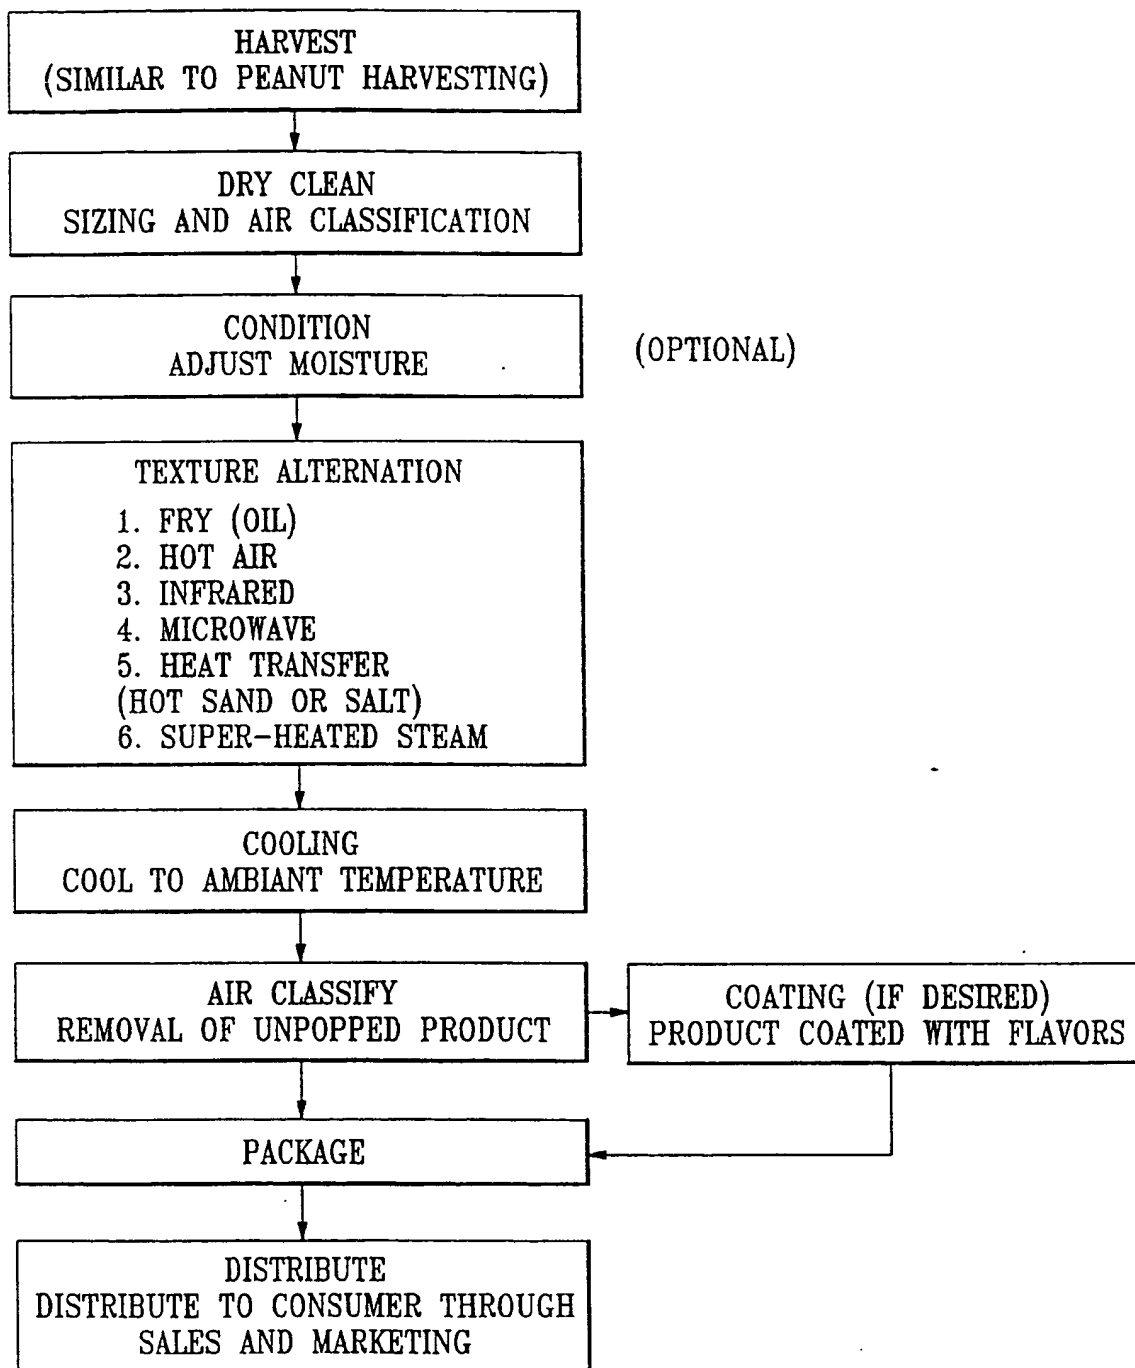 HARVEST
(SIMILAR TO PEANUT HARVESTING)
DRY CLEAN
SIZING AND AIR CLASSIFICATION
CONDITION
ADJUST MOISTURE
(OPTIONAL)
TEXTURE ALTERNATION
1. FRY (OIL)
2. HOT AIR
3. INFRARED
4. MICROWAVE
5. HEAT TRANSFER
(HOT SAND OR SALT)
6. SUPER-HEATED STEAM
COOLING
COOL TO AMBIANT TEMPERATURE
AIR CLASSIFY
REMOVAL OF UNPOPPED PRODUCT
COATING (IF DESIRED)
PRODUCT COATED WITH FLAVORS
PACKAGE
DISTRIBUTE
DISTRIBUTE TO CONSUMER THROUGH
SALES AND MARKETING